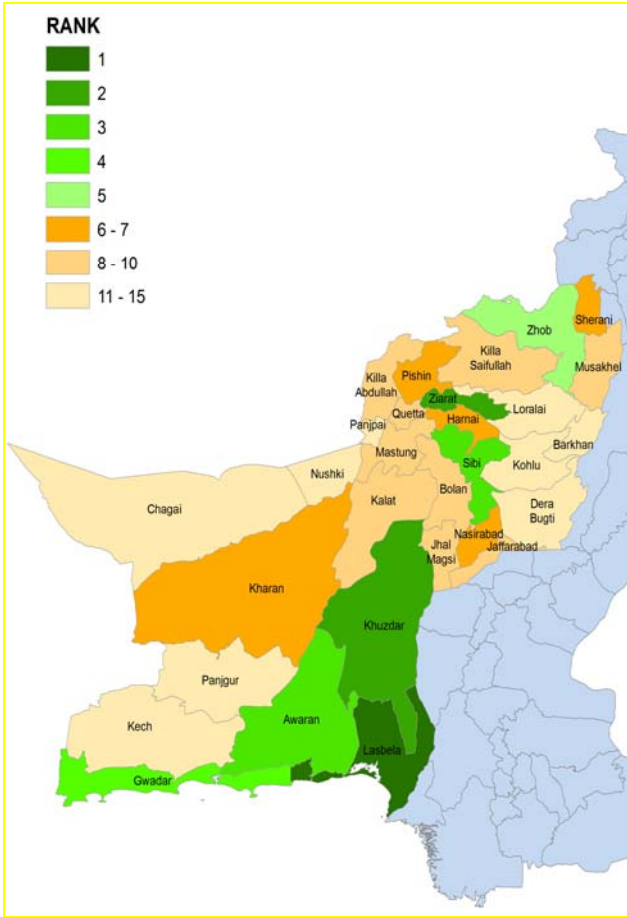 RANK
1
2
3
4
5
6 - 7
8 - 10
11 - 15
Sherani
Zhob
Killa
Saifullah
Musakhel
Killa
Abdullah
Pishin
Ziarat
Loralai
Quetta
Harnai
Panjpai
Barkhan
Mastung
Sibi
Kohlu
Nushki
Bolan
Chagai
Kalat
Dera
Bugti
Nasirabad
Jhal
Magsi
Jaffarabad
Kharan
Khuzdar
Panjgur
Awaran
Kech
Lasbela
Gwadar